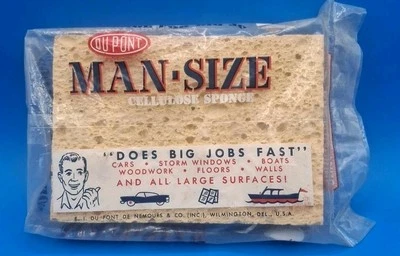 DU PONT
MAN-SIZE
CELLULOSE SPONGE
"DOES BIG JOBS FAST"
CARS • STORM WINDOWS • BOATS
WOODWORK • FLOORS • WALLS
AND ALL LARGE SURFACES!
E. I. DU PONT DE NEMOURS & CO. (INC.), WILMINGTON, DEL., U.S.A.